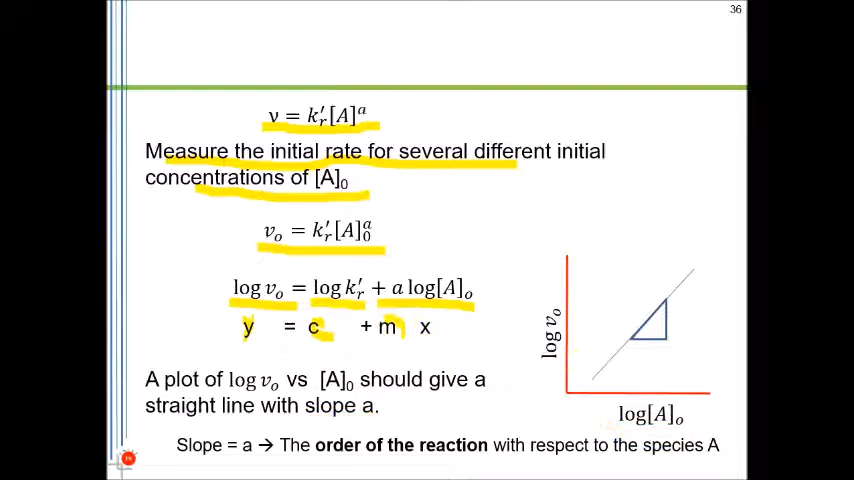 36
ν = k′ᵣ[A]ᵃ
Measure the initial rate for several different initial
concentrations of [A]₀
vₒ = k′ᵣ[A]₀ᵃ
log vₒ = log k′ᵣ + a log[A]ₒ
y = c + m x
A plot of log vₒ vs [A]₀ should give a
straight line with slope a.
log vₒ
log[A]ₒ
Slope = a → The order of the reaction with respect to the species A